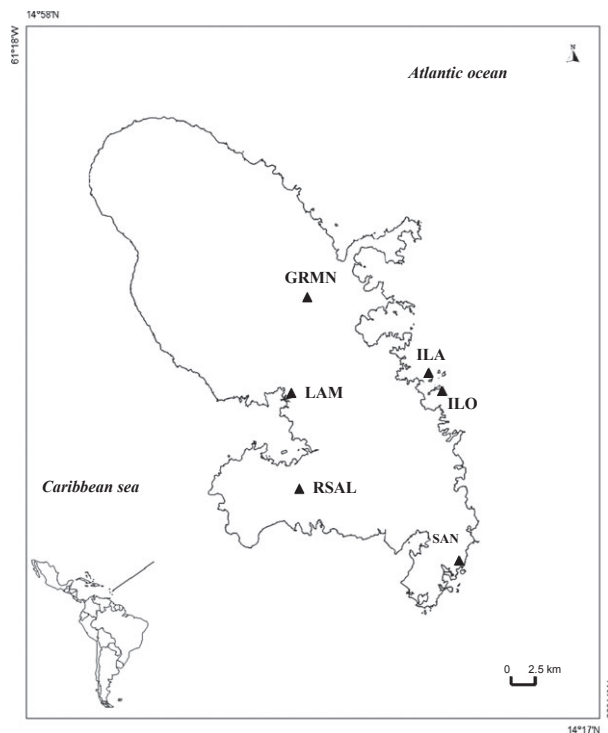 14°58'N
61°18'W
Atlantic ocean
N
GRMN
ILA
LAM
ILO
Caribbean sea
RSAL
SAN
0 2.5 km
14°17'N